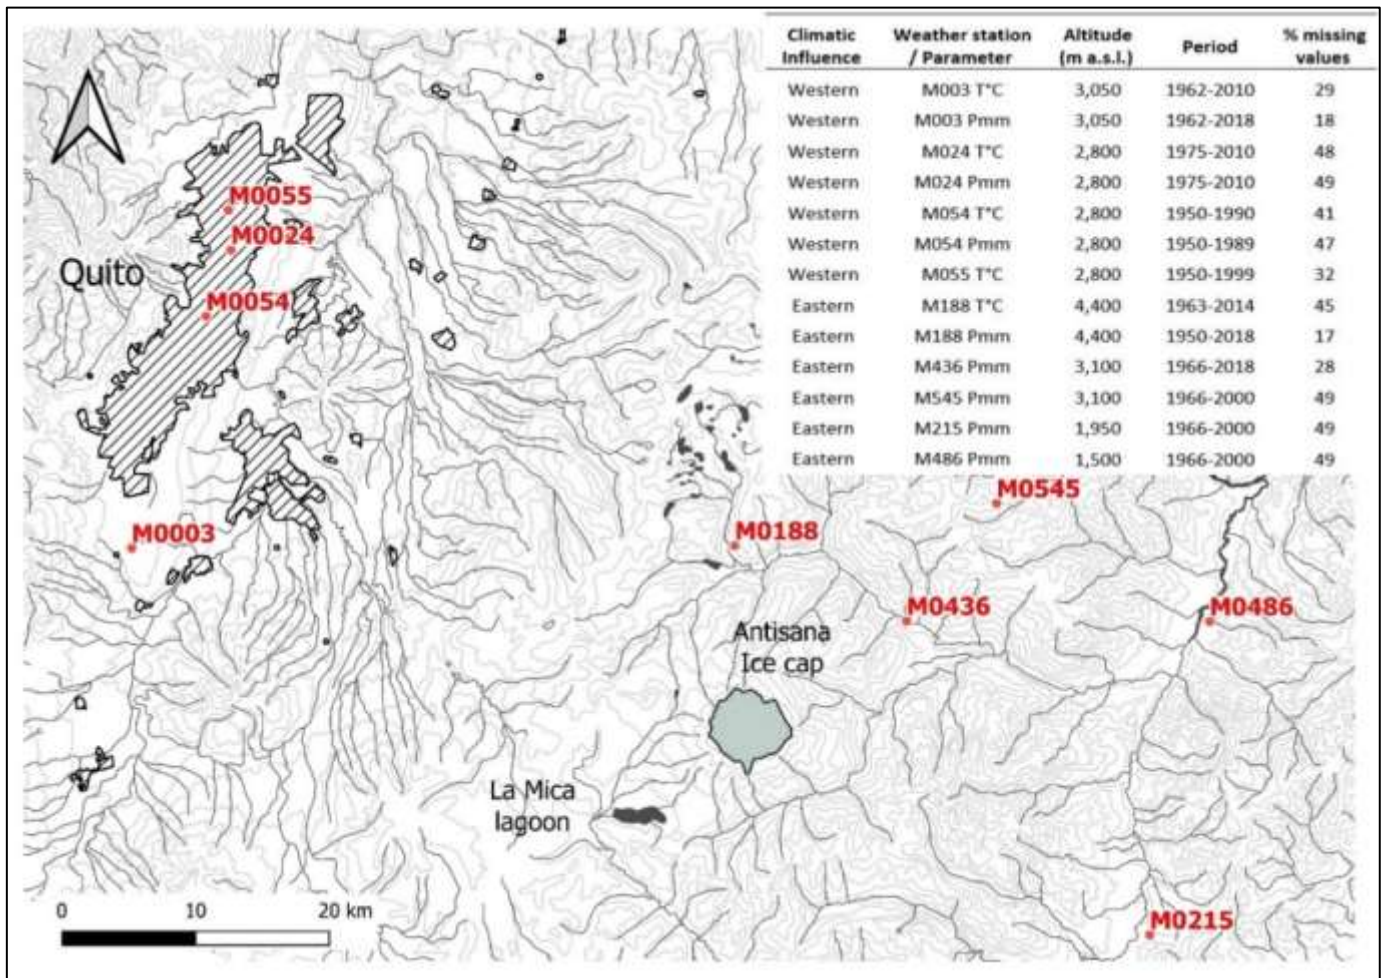 Climatic Influence Weather station / Parameter Altitude (m a.s.l.) Period % missing values
Western M003 T°C 3,050 1962-2010 29
Western M003 Pmm 3,050 1962-2018 18
Western M024 T°C 2,800 1975-2010 48
Western M024 Pmm 2,800 1975-2010 49
Western M054 T°C 2,800 1950-1990 41
Western M054 Pmm 2,800 1950-1989 47
Western M055 T°C 2,800 1950-1999 32
Eastern M188 T°C 4,400 1963-2014 45
Eastern M188 Pmm 4,400 1950-2018 17
Eastern M436 Pmm 3,100 1966-2018 28
Eastern M545 Pmm 3,100 1966-2000 49
Eastern M215 Pmm 1,950 1966-2000 49
Eastern M486 Pmm 1,500 1966-2000 49
M0055
M0024
Quito
M0054
M0545
M0003
M0188
M0436
M0486
Antisana
Ice cap
La Mica
lagoon
0 10 20 km
M0215